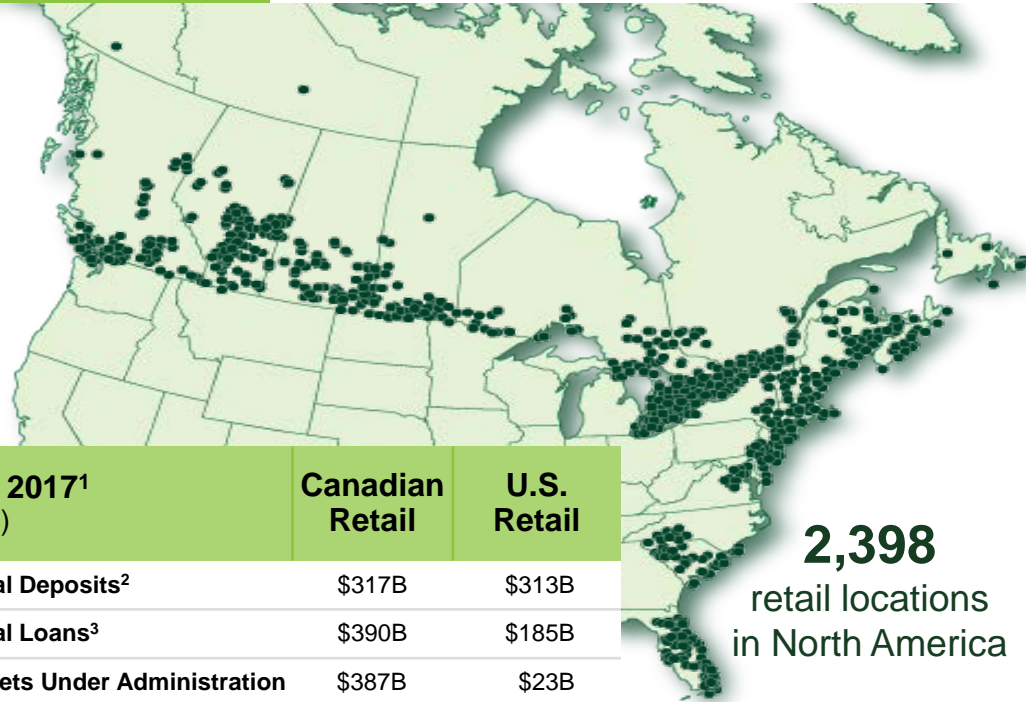 2017¹
Canadian Retail
U.S. Retail
)
al Deposits² $317B $313B
al Loans³ $390B $185B
ets Under Administration $387B $23B
2,398
retail locations
in North America